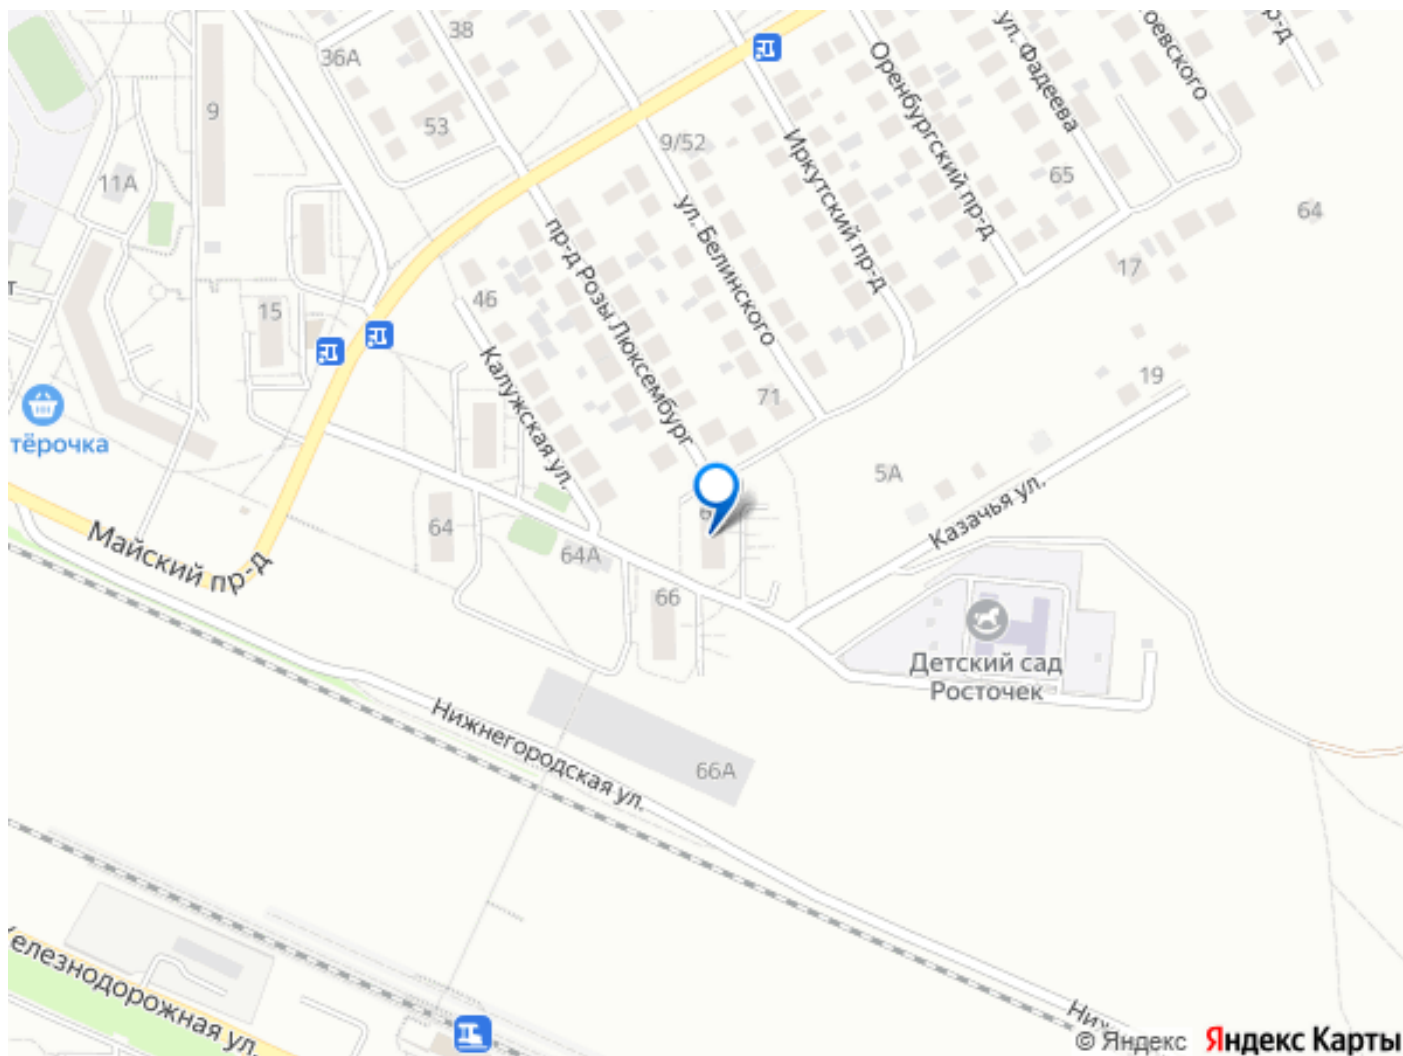 38
36А
9
53
11А
9/52
ул. Фадеева
оевского
р-д
Оренбургский пр-д
Иркутский пр-д
65
64
ул. Белинского
пр-д Розы Люксембург
17
46
15
т
Калужская ул.
19
71
тёрочка
5А
Казачья ул.
64
Майский пр-д
64А
66
Детский сад
Росточек
Нижнегородская ул.
66А
елезнодорожная ул.
Ниж
© Яндекс
Яндекс Карты